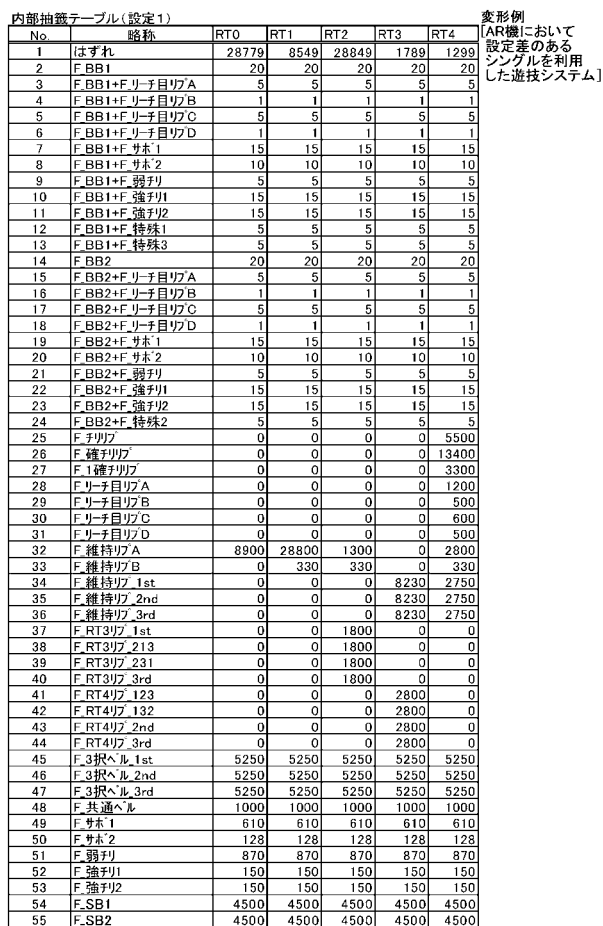 内部抽籤テーブル(設定1)
変形例
[AR機において
設定差のある
シングルを利用
した遊技システム]
No. 略称 RT0 RT1 RT2 RT3 RT4
1 はずれ 28779 8549 28849 1789 1299
2 F_BB1 20 20 20 20 20
3 F_BB1+F_リーチ目リプA 5 5 5 5 5
4 F_BB1+F_リーチ目リプB 1 1 1 1 1
5 F_BB1+F_リーチ目リプC 5 5 5 5 5
6 F_BB1+F_リーチ目リプD 1 1 1 1 1
7 F_BB1+F_サボ1 15 15 15 15 15
8 F_BB1+F_サボ2 10 10 10 10 10
9 F_BB1+F_弱チリ 5 5 5 5 5
10 F_BB1+F_強チリ1 15 15 15 15 15
11 F_BB1+F_強チリ2 15 15 15 15 15
12 F_BB1+F_特殊1 5 5 5 5 5
13 F_BB1+F_特殊3 5 5 5 5 5
14 F_BB2 20 20 20 20 20
15 F_BB2+F_リーチ目リプA 5 5 5 5 5
16 F_BB2+F_リーチ目リプB 1 1 1 1 1
17 F_BB2+F_リーチ目リプC 5 5 5 5 5
18 F_BB2+F_リーチ目リプD 1 1 1 1 1
19 F_BB2+F_サボ1 15 15 15 15 15
20 F_BB2+F_サボ2 10 10 10 10 10
21 F_BB2+F_弱チリ 5 5 5 5 5
22 F_BB2+F_強チリ1 15 15 15 15 15
23 F_BB2+F_強チリ2 15 15 15 15 15
24 F_BB2+F_特殊2 5 5 5 5 5
25 F_チリリプ 0 0 0 0 5500
26 F_確チリリプ 0 0 0 0 13400
27 F_1確チリリプ 0 0 0 0 3300
28 F_リーチ目リプA 0 0 0 0 1200
29 F_リーチ目リプB 0 0 0 0 500
30 F_リーチ目リプC 0 0 0 0 600
31 F_リーチ目リプD 0 0 0 0 500
32 F_維持リプA 8900 28800 1300 0 2800
33 F_維持リプB 0 330 330 0 330
34 F_維持リプ_1st 0 0 0 8230 2750
35 F_維持リプ_2nd 0 0 0 8230 2750
36 F_維持リプ_3rd 0 0 0 8230 2750
37 F_RT3リプ_1st 0 0 1800 0 0
38 F_RT3リプ_213 0 0 1800 0 0
39 F_RT3リプ_231 0 0 1800 0 0
40 F_RT3リプ_3rd 0 0 1800 0 0
41 F_RT4リプ_123 0 0 0 2800 0
42 F_RT4リプ_132 0 0 0 2800 0
43 F_RT4リプ_2nd 0 0 0 2800 0
44 F_RT4リプ_3rd 0 0 0 2800 0
45 F_3択ベル_1st 5250 5250 5250 5250 5250
46 F_3択ベル_2nd 5250 5250 5250 5250 5250
47 F_3択ベル_3rd 5250 5250 5250 5250 5250
48 F_共通ベル 1000 1000 1000 1000 1000
49 F_サボ1 610 610 610 610 610
50 F_サボ2 128 128 128 128 128
51 F_弱チリ 870 870 870 870 870
52 F_強チリ1 150 150 150 150 150
53 F_強チリ2 150 150 150 150 150
54 F_SB1 4500 4500 4500 4500 4500
55 F_SB2 4500 4500 4500 4500 4500